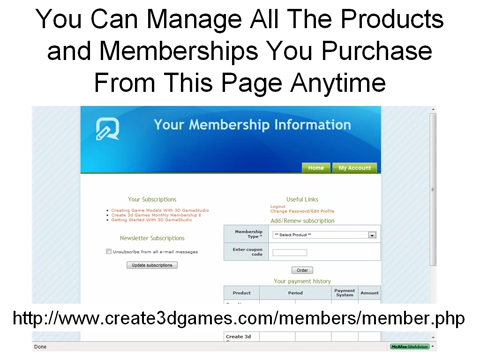 You Can Manage All The Products
and Memberships You Purchase
From This Page Anytime
Your Membership Information
Home
My Account
Your Subscriptions
Creating Game Models With 3D GameStudio
Create 3d Games Monthly Membership E
Getting Started With 3D GameStudio
Newsletter Subscriptions
Unsubscribe from all e-mail messages
Update subscriptions
Useful Links
Logout
Change Password/Edit Profile
Add/Renew subscription
Membership
Type *
** Select Product **
Enter coupon
code
Order
Your payment history
Product
Period
Payment
System
Amount
http://www.create3dgames.com/members/member.php
Create 3d
Done
McAfee SiteAdvisor